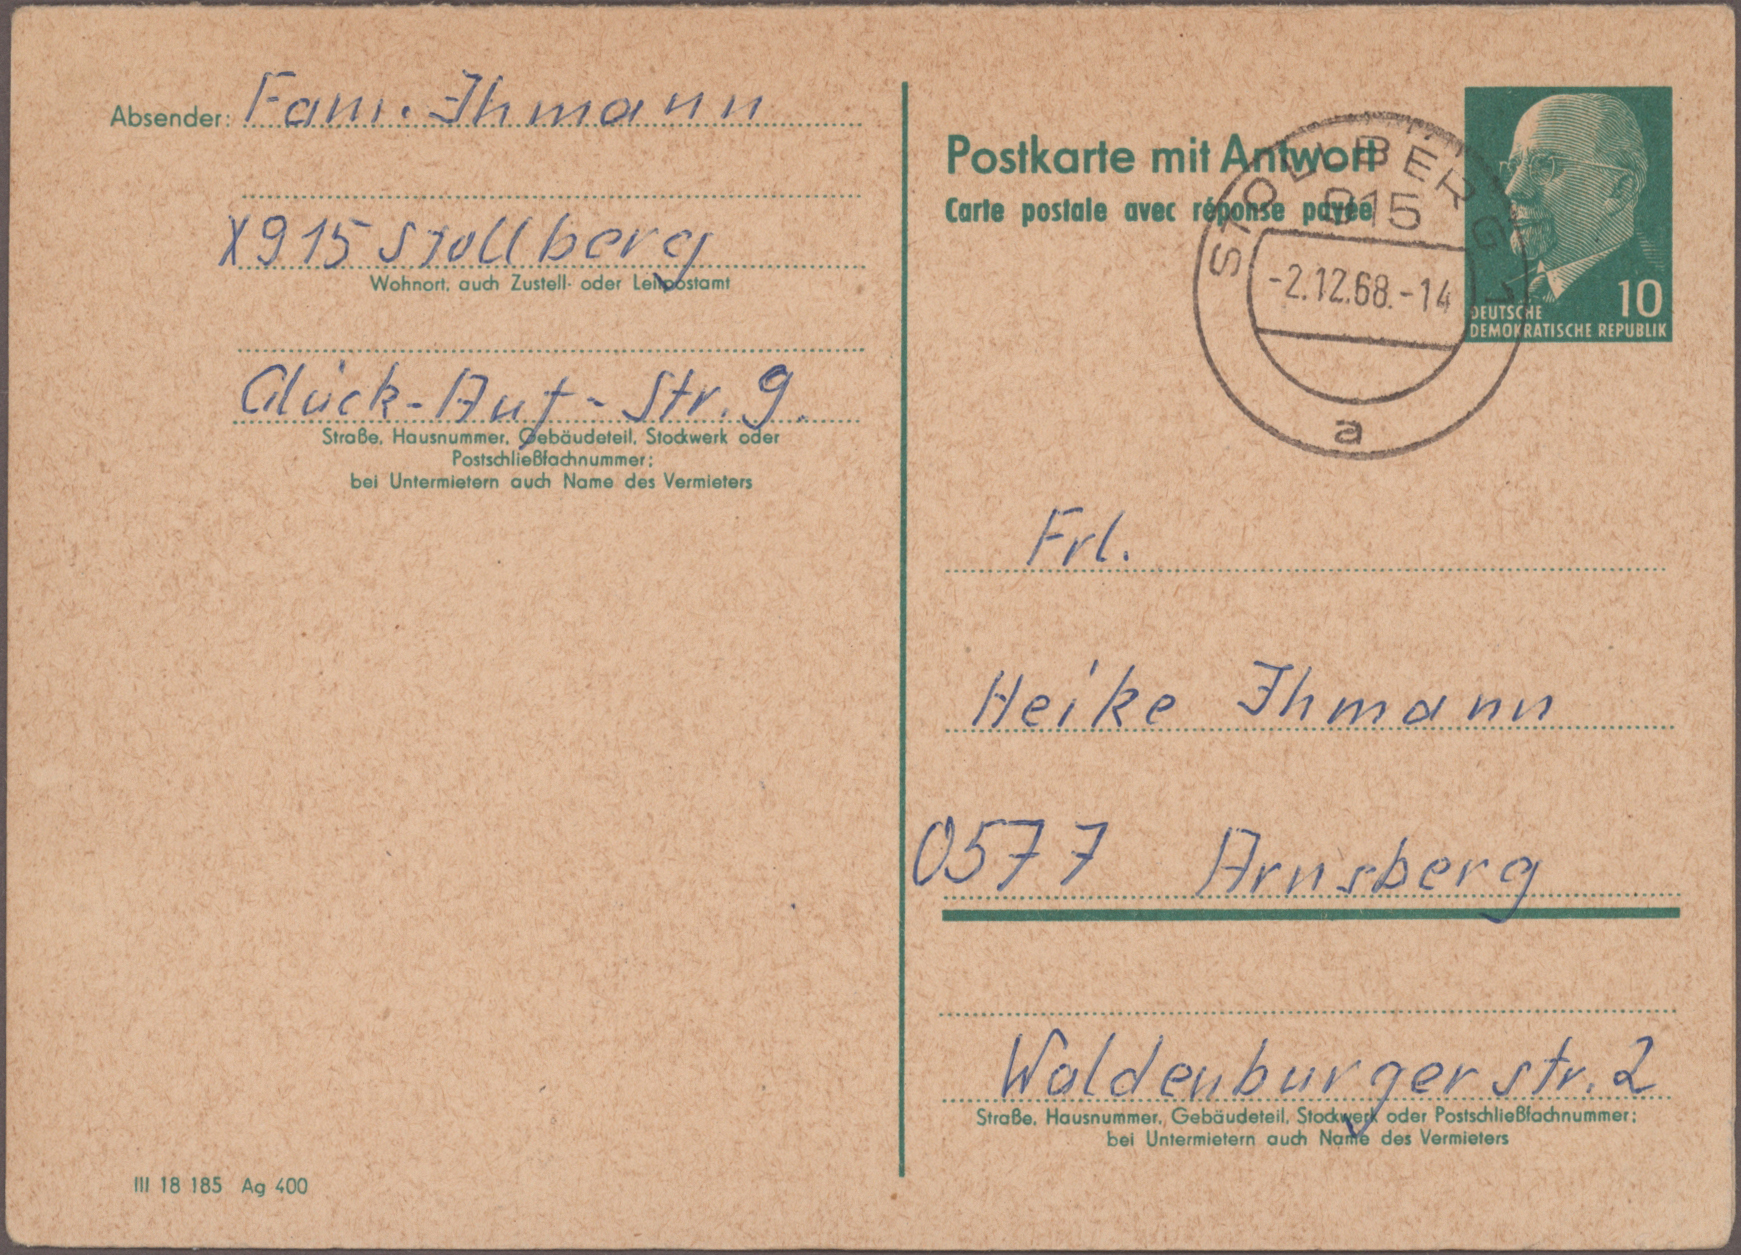 Absender: Fam. Ihmann
X915 Stollberg
Wohnort, auch Zustell- oder Leitpostamt
Glück-Auf-Str. 9.
Straße, Hausnummer, Gebäudeteil, Stockwerk oder
Postschließfachnummer;
bei Untermietern auch Name des Vermieters
III 18 185 Ag 400
Postkarte mit Antwort
Carte postale avec réponse payée
STOLLBERG 1
915
-2.12.68.-14
a
10
DEUTSCHE
DEMOKRATISCHE REPUBLIK
Frl.
Heike Ihmann
0577 Arnsberg
Waldenburgerstr. 2
Straße, Hausnummer, Gebäudeteil, Stockwerk oder Postschließfachnummer;
bei Untermietern auch Name des Vermieters